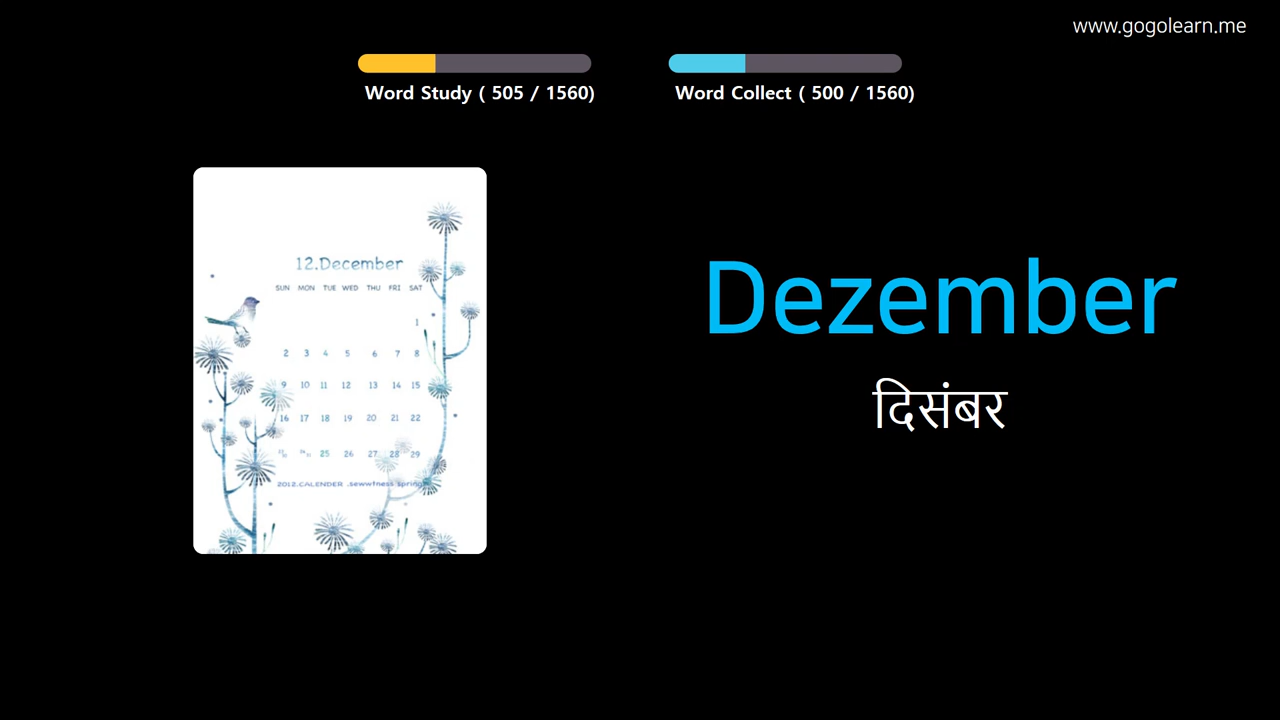 www.gogolearn.me
Word Study ( 505 / 1560)
Word Collect ( 500 / 1560)
12.December
SUN MON TUE WED THU FRI SAT
1
2 3 4 5 6 7 8
9 10 11 12 13 14 15
16 17 18 19 20 21 22
25 26 27 28 29
2012.CALENDER .sewwtness spring
Dezember
दिसंबर